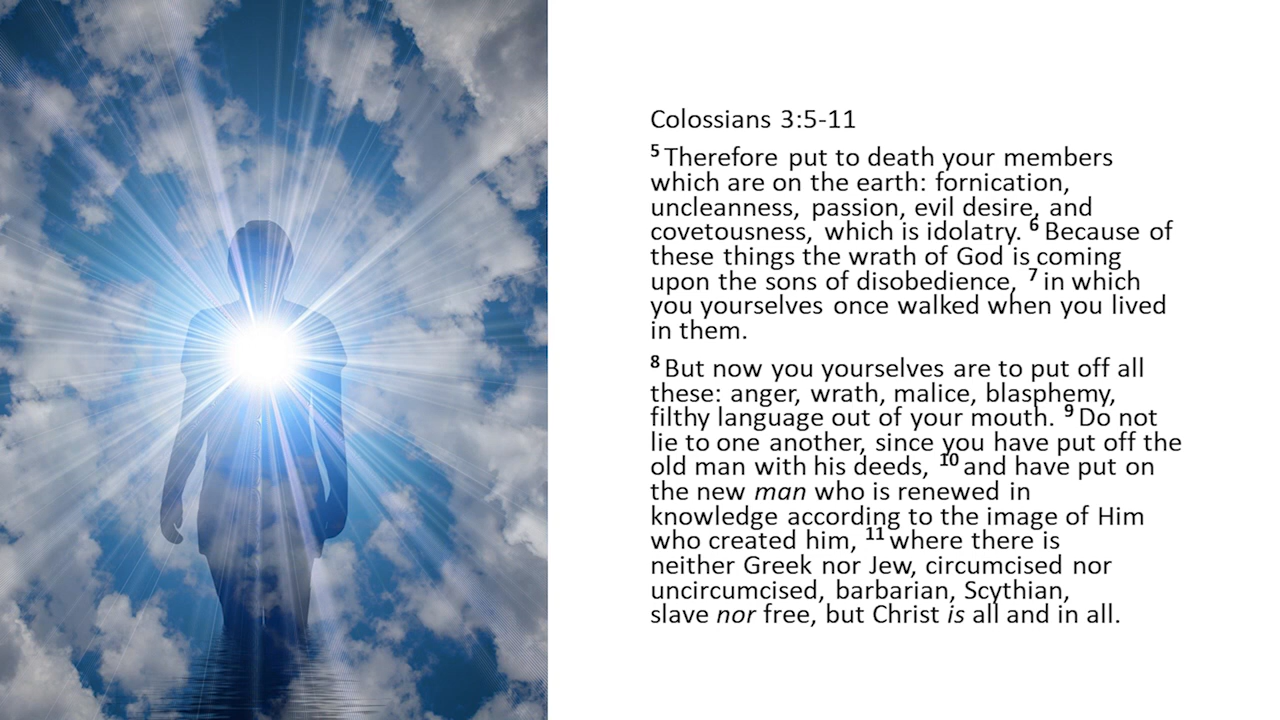 Colossians 3:5-11
5 Therefore put to death your members
which are on the earth: fornication,
uncleanness, passion, evil desire, and
covetousness, which is idolatry. 6 Because of
these things the wrath of God is coming
upon the sons of disobedience, 7 in which
you yourselves once walked when you lived
in them.
8 But now you yourselves are to put off all
these: anger, wrath, malice, blasphemy,
filthy language out of your mouth. 9 Do not
lie to one another, since you have put off the
old man with his deeds, 10 and have put on
the new man who is renewed in
knowledge according to the image of Him
who created him, 11 where there is
neither Greek nor Jew, circumcised nor
uncircumcised, barbarian, Scythian,
slave nor free, but Christ is all and in all.